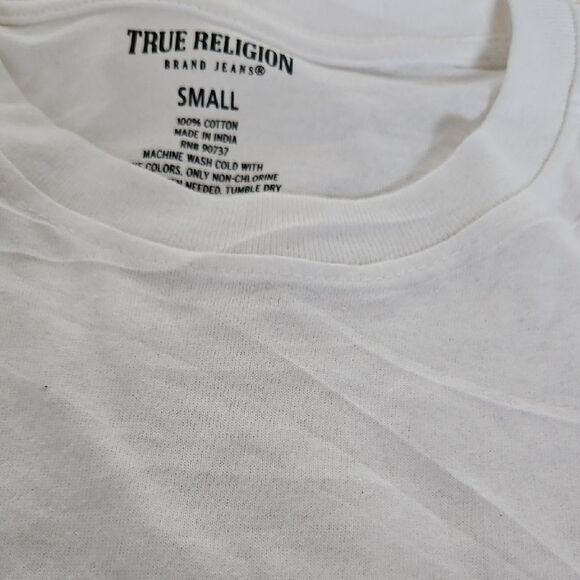 TRUE RELIGION
BRAND JEANS®
SMALL
100% COTTON
MADE IN INDIA
RN# 90737
MACHINE WASH COLD WITH
COLORS, ONLY NON-CHLORINE
NEEDED, TUMBLE DRY